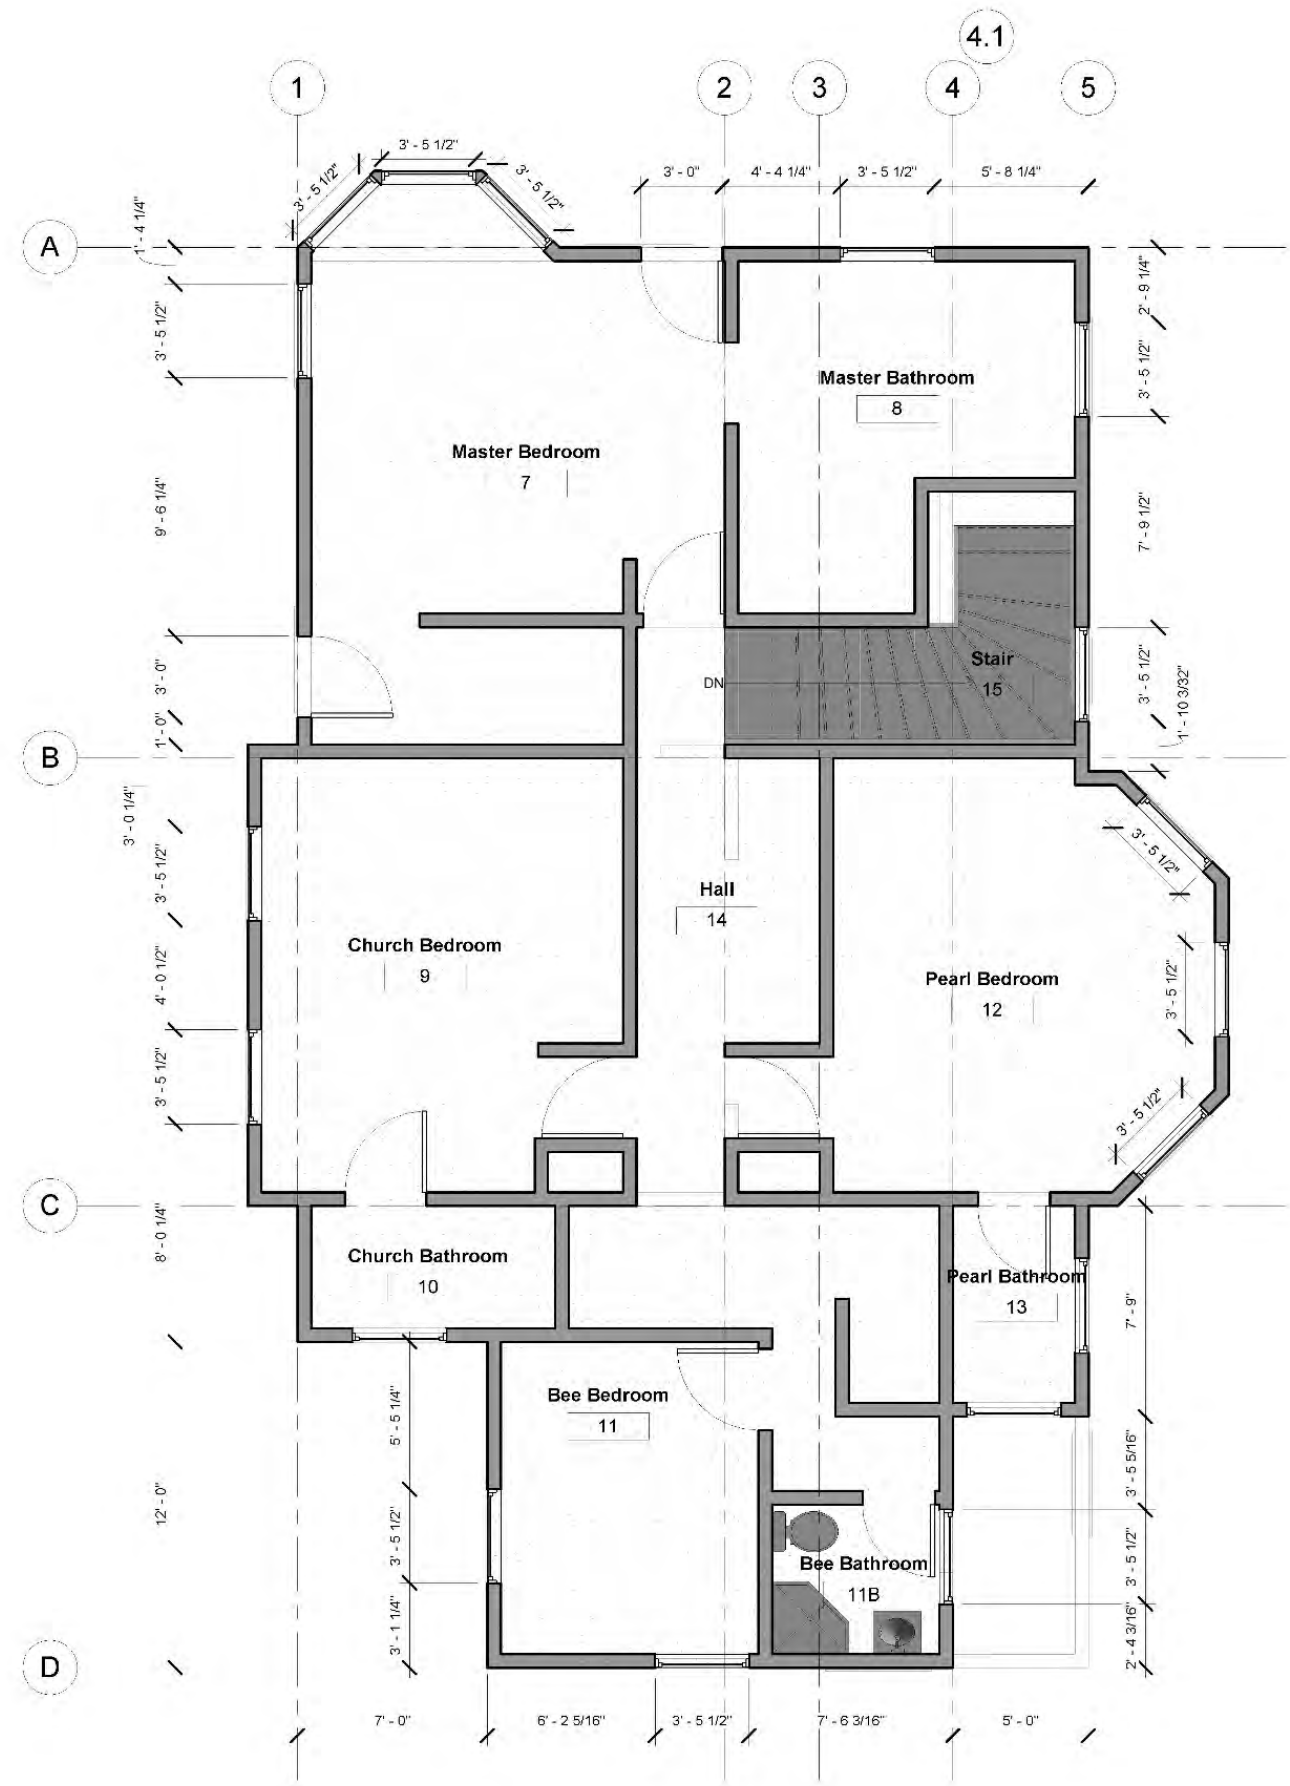 4.1
1
2
3
4
5
3' - 5 1/2"
3' - 5 1/2"
3' - 5 1/2"
3' - 0"
4' - 4 1/4"
3' - 5 1/2"
5' - 8 1/4"
A
1' - 4 1/4"
2' - 9 1/4"
3' - 5 1/2"
3' - 5 1/2"
Master Bathroom
8
Master Bedroom
7
9' - 6 1/4"
7' - 9 1/2"
Stair
15
DN
3' - 0"
3' - 5 1/2"
1' - 10 3/32"
1' - 0"
B
3' - 0 1/4"
3' - 5 1/2"
3' - 5 1/2"
Hall
14
Church Bedroom
9
Pearl Bedroom
12
4' - 0 1/2"
3' - 5 1/2"
3' - 5 1/2"
3' - 5 1/2"
C
8' - 0 1/4"
Church Bathroom
10
Pearl Bathroom
13
7' - 9"
Bee Bedroom
11
5' - 5 1/4"
3' - 5 5/16"
12' - 0"
3' - 5 1/2"
3' - 5 1/2"
Bee Bathroom
11B
3' - 1 1/4"
2' - 4 3/16"
D
7' - 0"
6' - 2 5/16"
3' - 5 1/2"
7' - 6 3/16"
5' - 0"